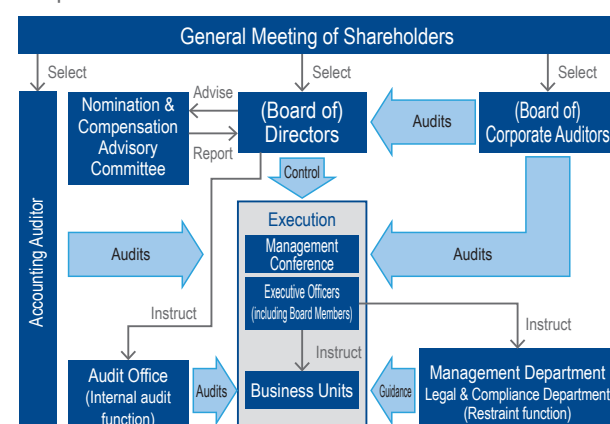 General Meeting of Shareholders
Select
Select
Select
Nomination &
Compensation
Advisory
Committee
Advise
Report
(Board of)
Directors
Audits
(Board of)
Corporate Auditors
Control
Accounting Auditor
Audits
Execution
Management
Conference
Executive Officers
(including Board Members)
Audits
Instruct
Instruct
Instruct
Audit Office
(Internal audit
function)
Audits
Business Units
Guidance
Management Department
Legal & Compliance Department
(Restraint function)